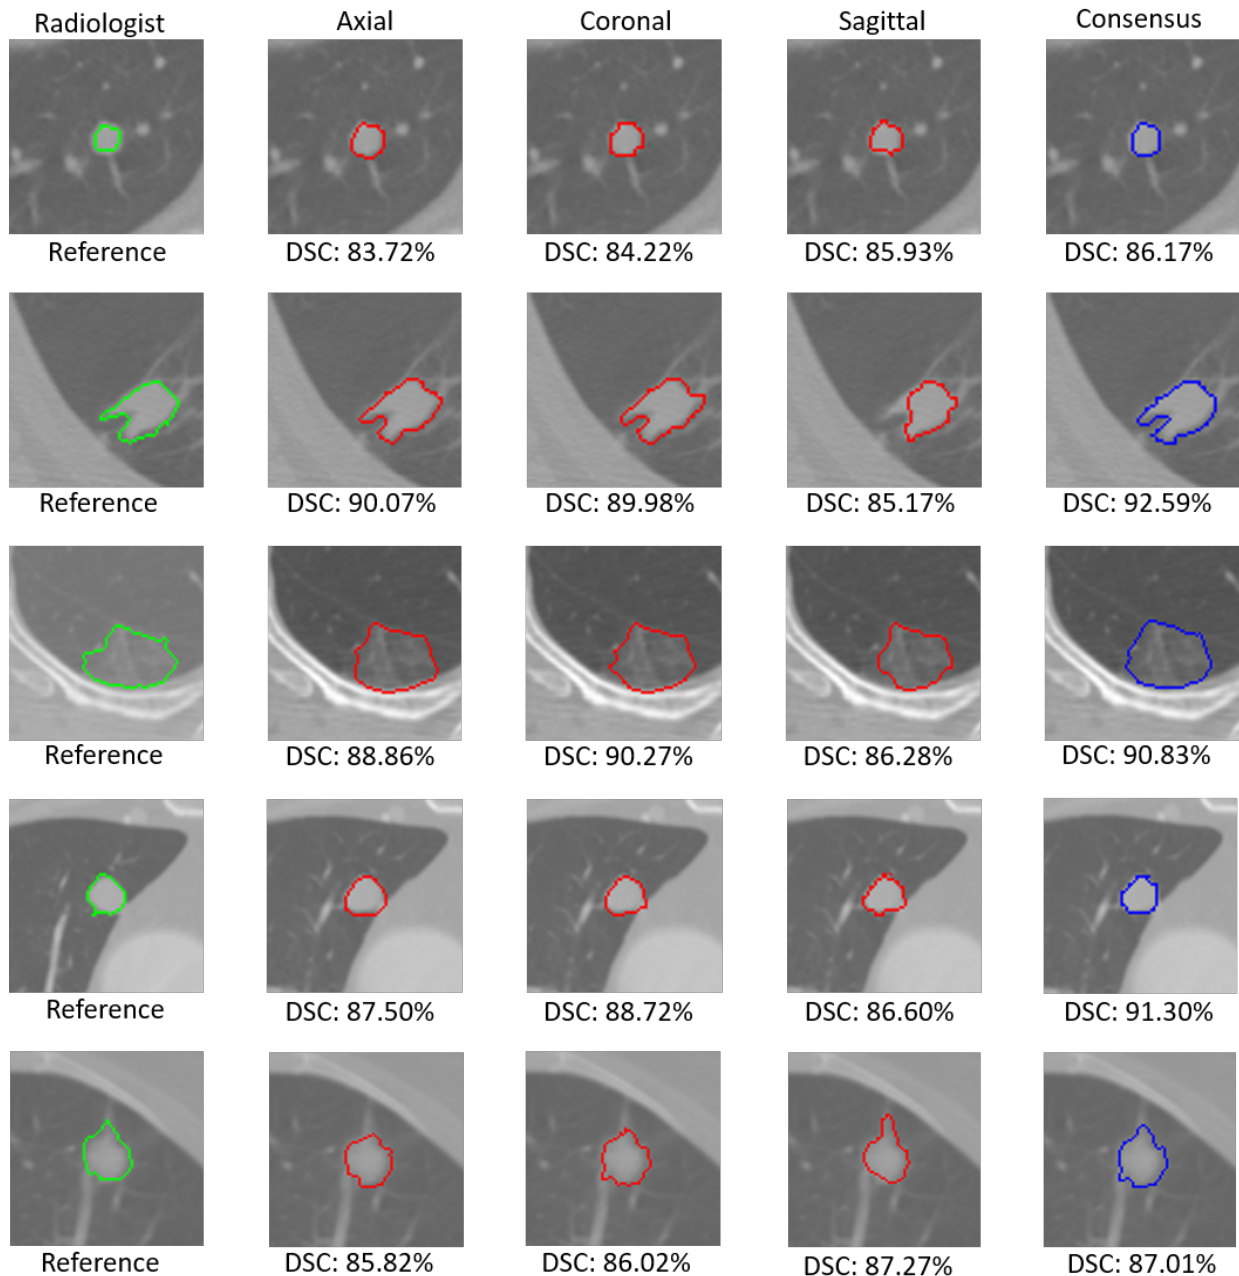 Radiologist Axial Coronal Sagittal Consensus
Reference DSC: 83.72% DSC: 84.22% DSC: 85.93% DSC: 86.17%
Reference DSC: 90.07% DSC: 89.98% DSC: 85.17% DSC: 92.59%
Reference DSC: 88.86% DSC: 90.27% DSC: 86.28% DSC: 90.83%
Reference DSC: 87.50% DSC: 88.72% DSC: 86.60% DSC: 91.30%
Reference DSC: 85.82% DSC: 86.02% DSC: 87.27% DSC: 87.01%